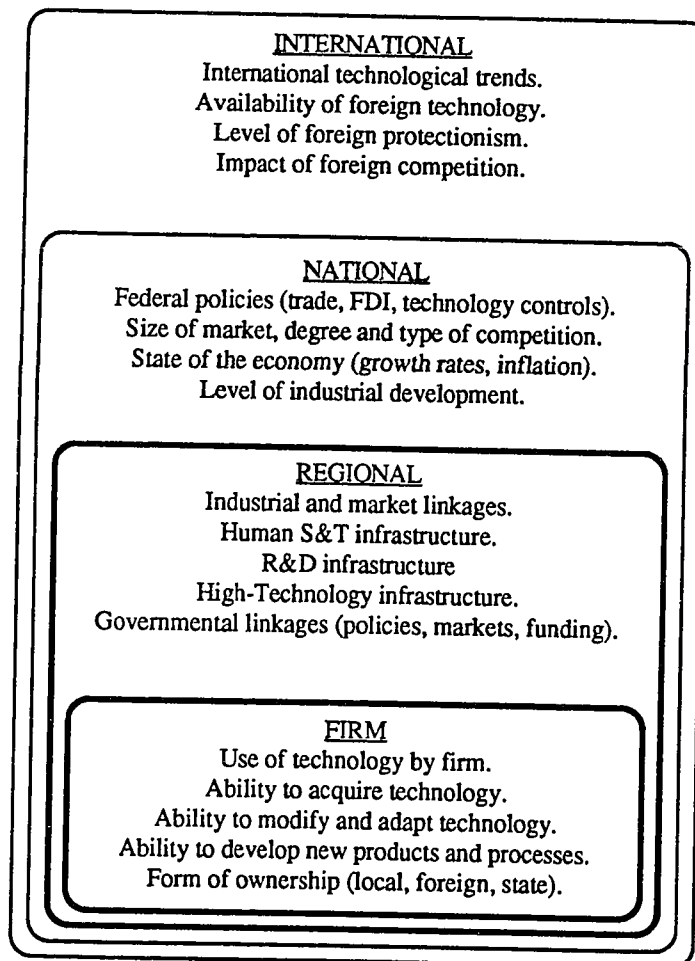 INTERNATIONAL
International technological trends.
Availability of foreign technology.
Level of foreign protectionism.
Impact of foreign competition.
NATIONAL
Federal policies (trade, FDI, technology controls).
Size of market, degree and type of competition.
State of the economy (growth rates, inflation).
Level of industrial development.
REGIONAL
Industrial and market linkages.
Human S&T infrastructure.
R&D infrastructure
High-Technology infrastructure.
Governmental linkages (policies, markets, funding).
FIRM
Use of technology by firm.
Ability to acquire technology.
Ability to modify and adapt technology.
Ability to develop new products and processes.
Form of ownership (local, foreign, state).